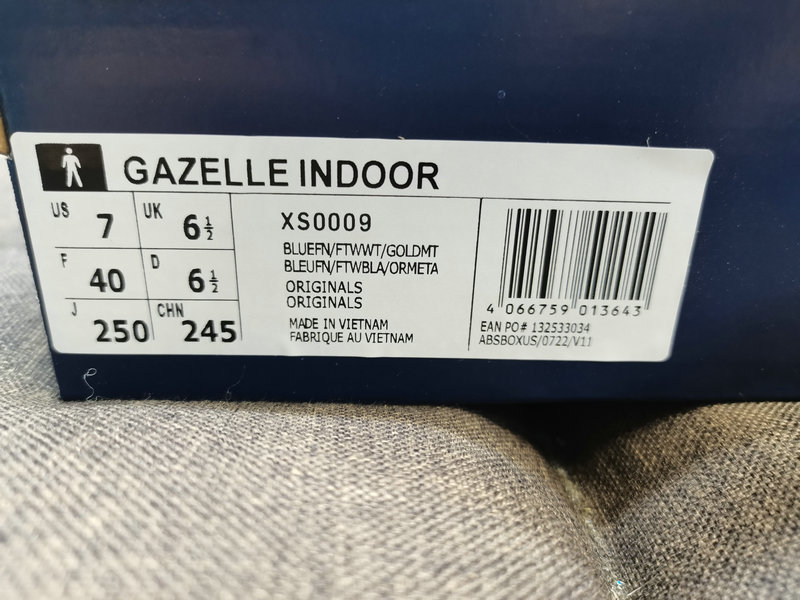 GAZELLE INDOOR
US 7 UK 6½
F 40 D 6½
J 250 CHN 245
XS0009
BLUEFN/FTWWT/GOLDMT
BLEUFN/FTWBLA/ORMETA
ORIGINALS
ORIGINALS
MADE IN VIETNAM
FABRIQUE AU VIETNAM
4 066759 013643
EAN PO# 132533034
ABSBOXUS/0722/V11